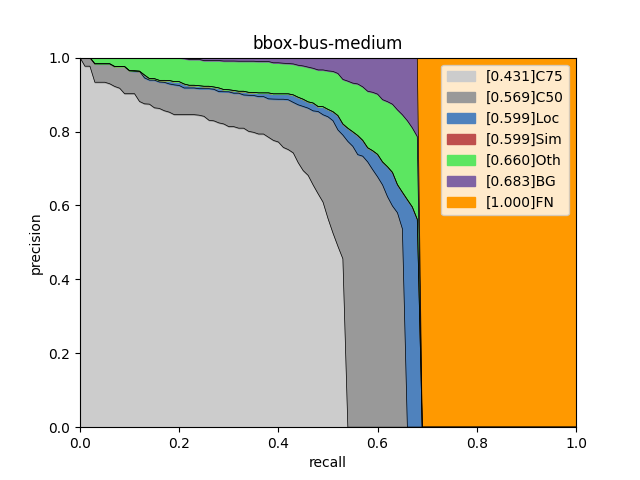 bbox-bus-medium
1.0
0.8
0.6
0.4
0.2
0.0
precision
[0.431]C75
[0.569]C50
[0.599]Loc
[0.599]Sim
[0.660]Oth
[0.683]BG
[1.000]FN
0.0 0.2 0.4 0.6 0.8 1.0
recall